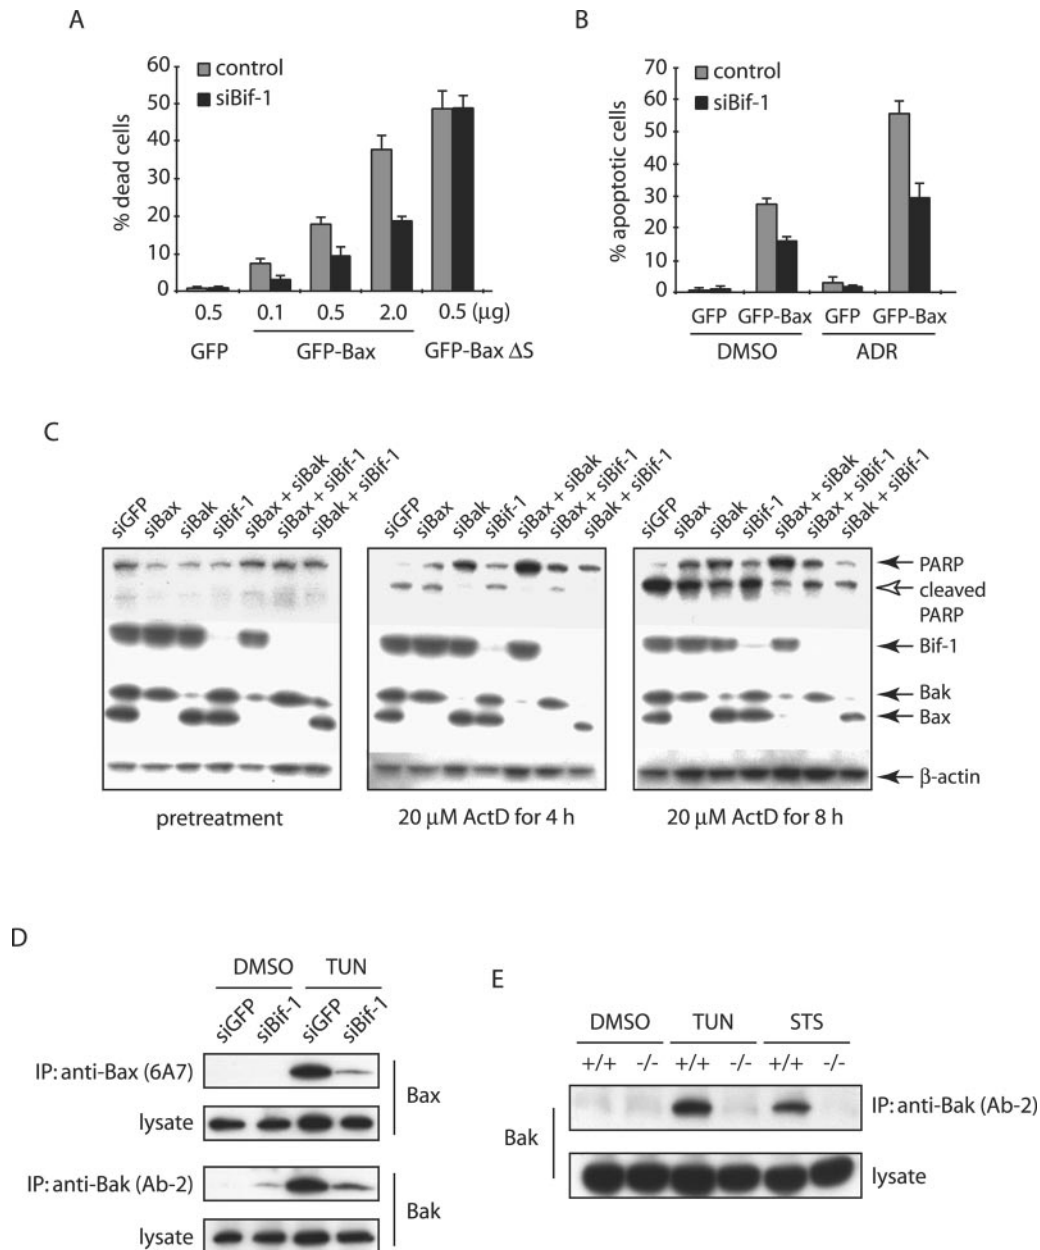 A
60
50
40
30
20
10
0
% dead cells
control
siBif-1
0.5 0.1 0.5 2.0 0.5 (μg)
GFP GFP-Bax GFP-Bax ΔS
B
70
60
50
40
30
20
10
0
% apoptotic cells
control
siBif-1
GFP GFP-Bax GFP GFP-Bax
DMSO ADR
C
siGFP siBax siBak siBif-1 siBax + siBak siBax + siBif-1 siBak + siBif-1
siGFP siBax siBak siBif-1 siBax + siBak siBax + siBif-1 siBak + siBif-1
siGFP siBax siBak siBif-1 siBax + siBak siBax + siBif-1 siBak + siBif-1
PARP
cleaved
PARP
Bif-1
Bak
Bax
β-actin
pretreatment
20 μM ActD for 4 h
20 μM ActD for 8 h
D
DMSO TUN
siGFP siBif-1 siGFP siBif-1
IP: anti-Bax (6A7)
lysate
Bax
IP: anti-Bak (Ab-2)
lysate
Bak
E
DMSO TUN STS
+/+ -/- +/+ -/- +/+ -/-
IP: anti-Bak (Ab-2)
Bak
lysate